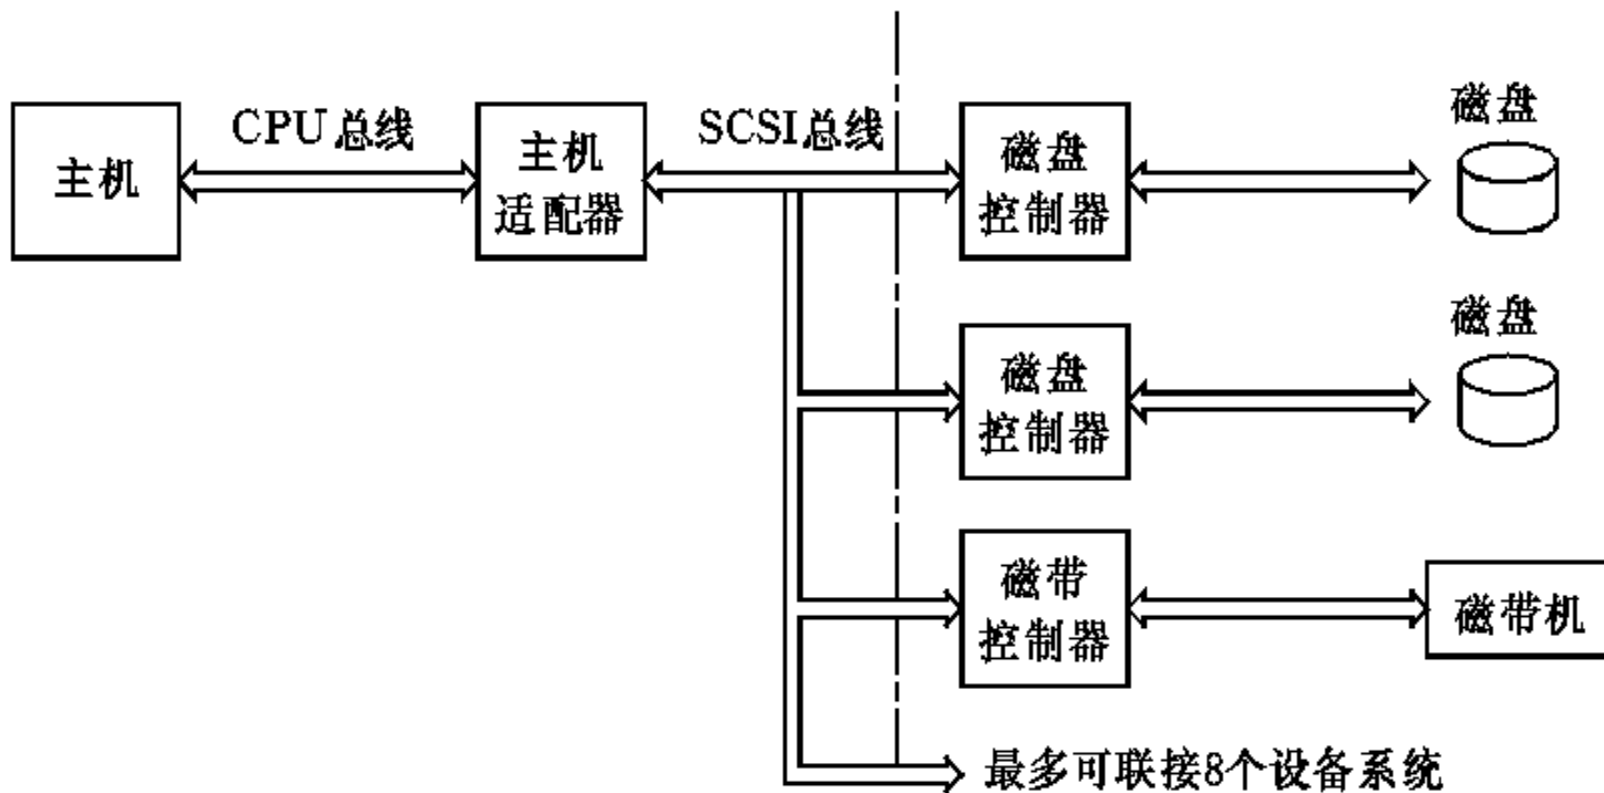 主机
CPU总线
主机
适配器
SCSI总线
磁盘
控制器
磁盘
磁盘
控制器
磁盘
磁带
控制器
磁带机
最多可联接8个设备系统